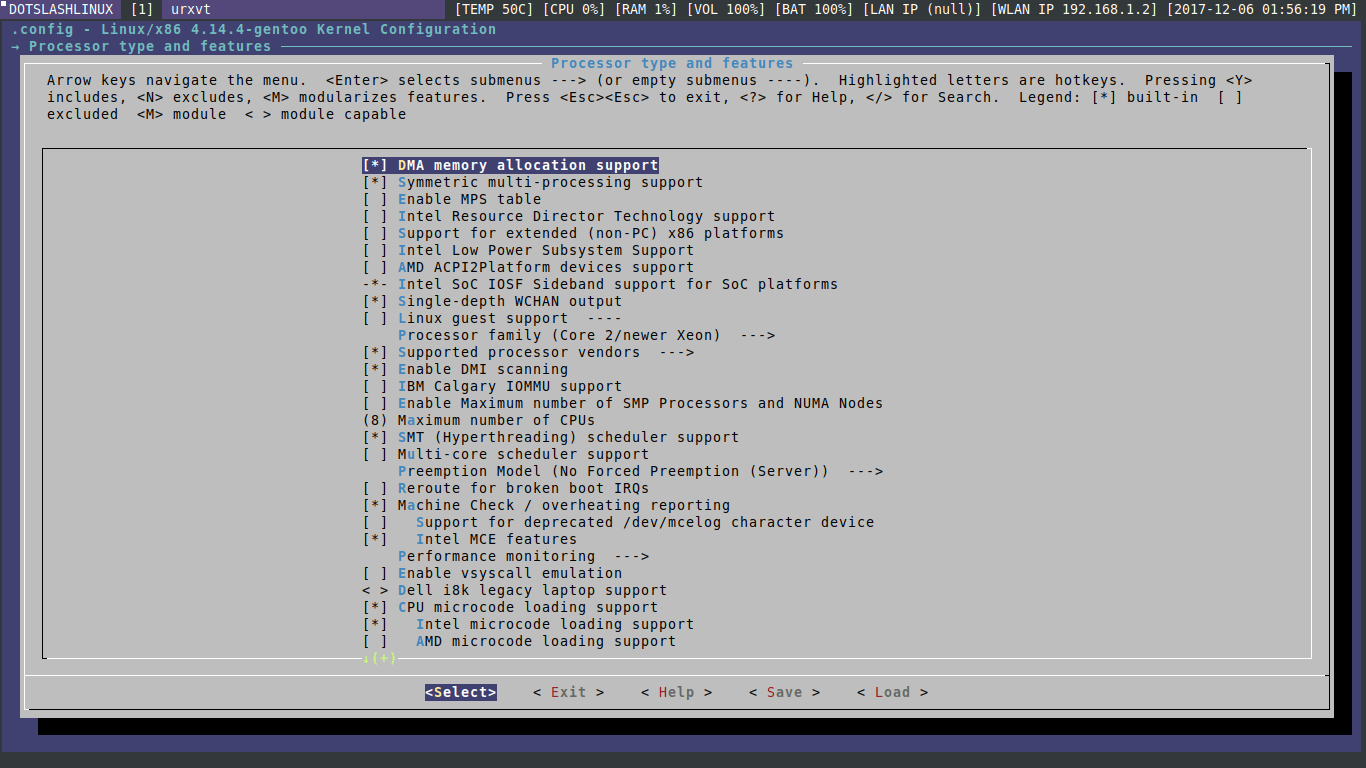 DOTSLASHLINUX [1] urxvt [TEMP 50C] [CPU 0%] [RAM 1%] [VOL 100%] [BAT 100%] [LAN IP (null)] [WLAN IP 192.168.1.2] [2017-12-06 01:56:19 PM]
.config - Linux/x86 4.14.4-gentoo Kernel Configuration
→ Processor type and features
Processor type and features
Arrow keys navigate the menu.  <Enter> selects submenus ---> (or empty submenus ----).  Highlighted letters are hotkeys.  Pressing <Y>
includes, <N> excludes, <M> modularizes features.  Press <Esc><Esc> to exit, <?> for Help, </> for Search.  Legend: [*] built-in  [ ]
excluded  <M> module  < > module capable
[*] DMA memory allocation support
[*] Symmetric multi-processing support
[ ] Enable MPS table
[ ] Intel Resource Director Technology support
[ ] Support for extended (non-PC) x86 platforms
[ ] Intel Low Power Subsystem Support
[ ] AMD ACPI2Platform devices support
-*- Intel SoC IOSF Sideband support for SoC platforms
[*] Single-depth WCHAN output
[ ] Linux guest support  ----
Processor family (Core 2/newer Xeon)  --->
[*] Supported processor vendors  --->
[*] Enable DMI scanning
[ ] IBM Calgary IOMMU support
[ ] Enable Maximum number of SMP Processors and NUMA Nodes
(8) Maximum number of CPUs
[*] SMT (Hyperthreading) scheduler support
[ ] Multi-core scheduler support
Preemption Model (No Forced Preemption (Server))  --->
[ ] Reroute for broken boot IRQs
[*] Machine Check / overheating reporting
[ ]   Support for deprecated /dev/mcelog character device
[*]   Intel MCE features
Performance monitoring  --->
[ ] Enable vsyscall emulation
< > Dell i8k legacy laptop support
[*] CPU microcode loading support
[*]   Intel microcode loading support
[ ]   AMD microcode loading support
↓(+)
<Select>    < Exit >    < Help >    < Save >    < Load >